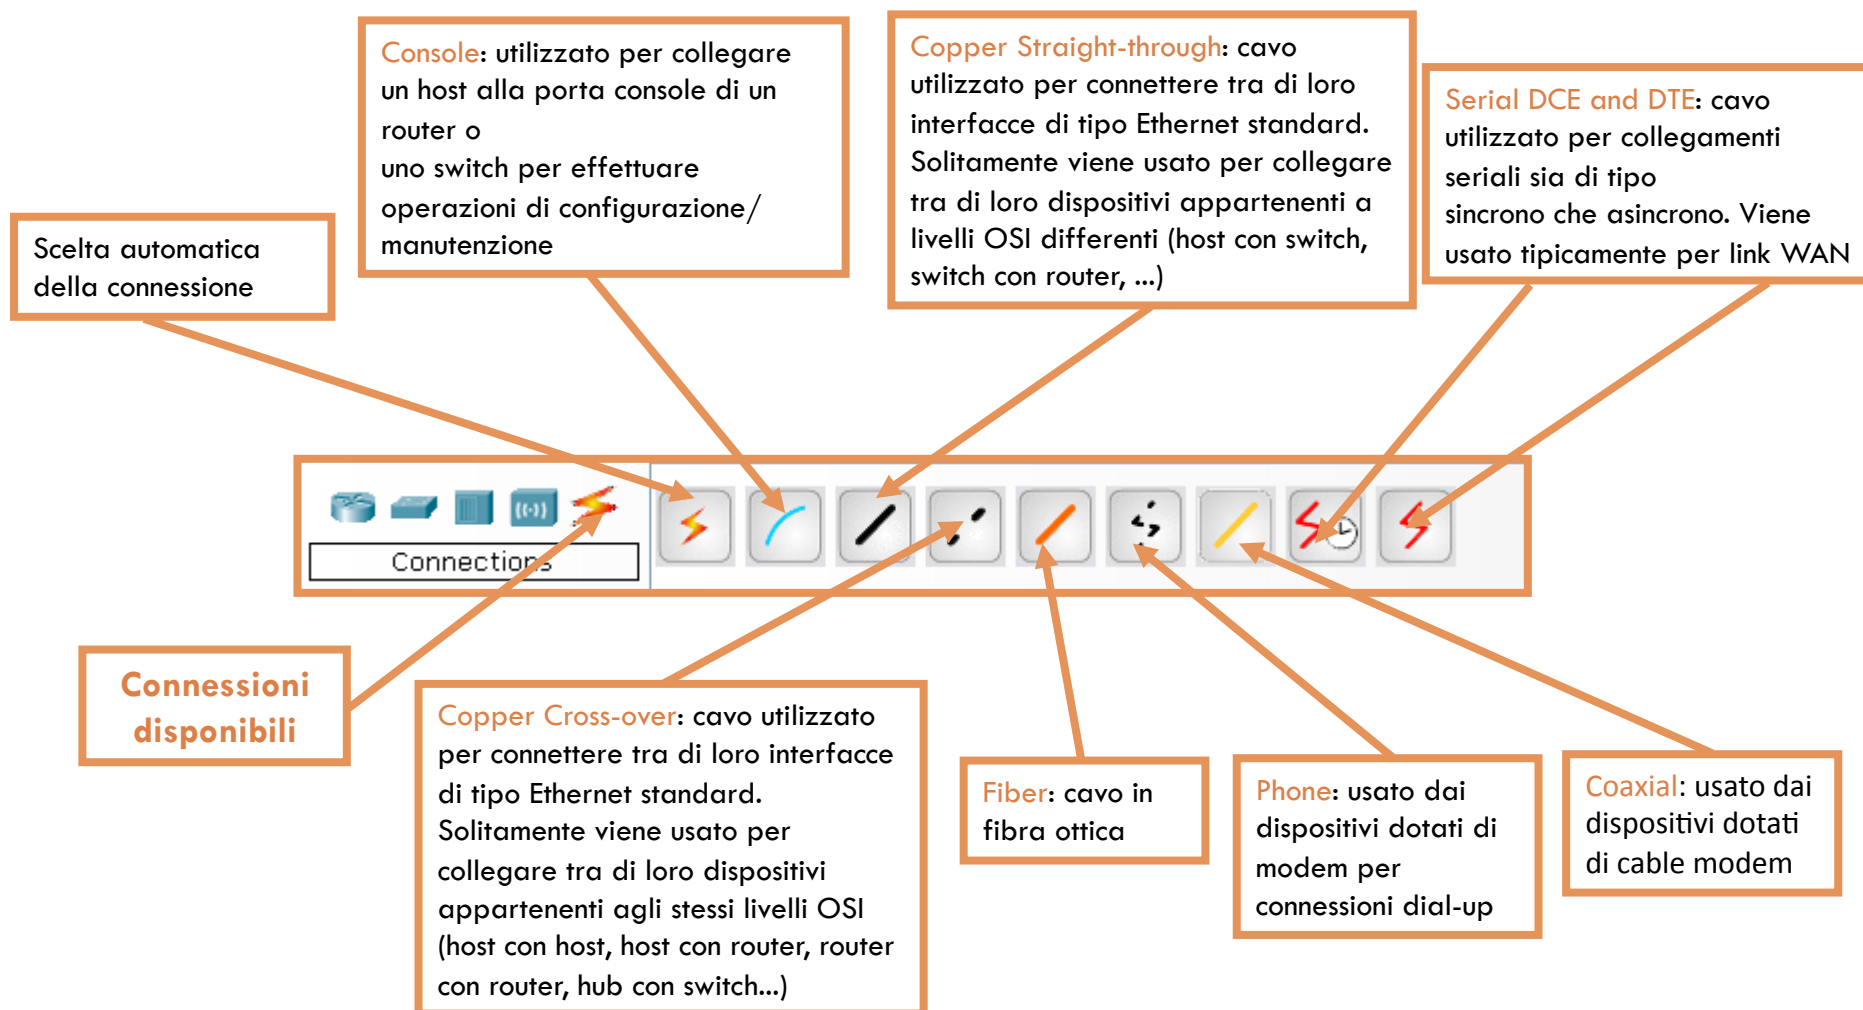 Console: utilizzato per collegare
un host alla porta console di un
router o
uno switch per effettuare
operazioni di configurazione/
manutenzione
Copper Straight-through: cavo
utilizzato per connettere tra di loro
interfacce di tipo Ethernet standard.
Solitamente viene usato per collegare
tra di loro dispositivi appartenenti a
livelli OSI differenti (host con switch,
switch con router, ...)
Serial DCE and DTE: cavo
utilizzato per collegamenti
seriali sia di tipo
sincrono che asincrono. Viene
usato tipicamente per link WAN
Scelta automatica
della connessione
Connections
Connessioni
disponibili
Copper Cross-over: cavo utilizzato
per connettere tra di loro interfacce
di tipo Ethernet standard.
Solitamente viene usato per
collegare tra di loro dispositivi
appartenenti agli stessi livelli OSI
(host con host, host con router, router
con router, hub con switch...)
Fiber: cavo in
fibra ottica
Phone: usato dai
dispositivi dotati di
modem per
connessioni dial-up
Coaxial: usato dai
dispositivi dotati
di cable modem